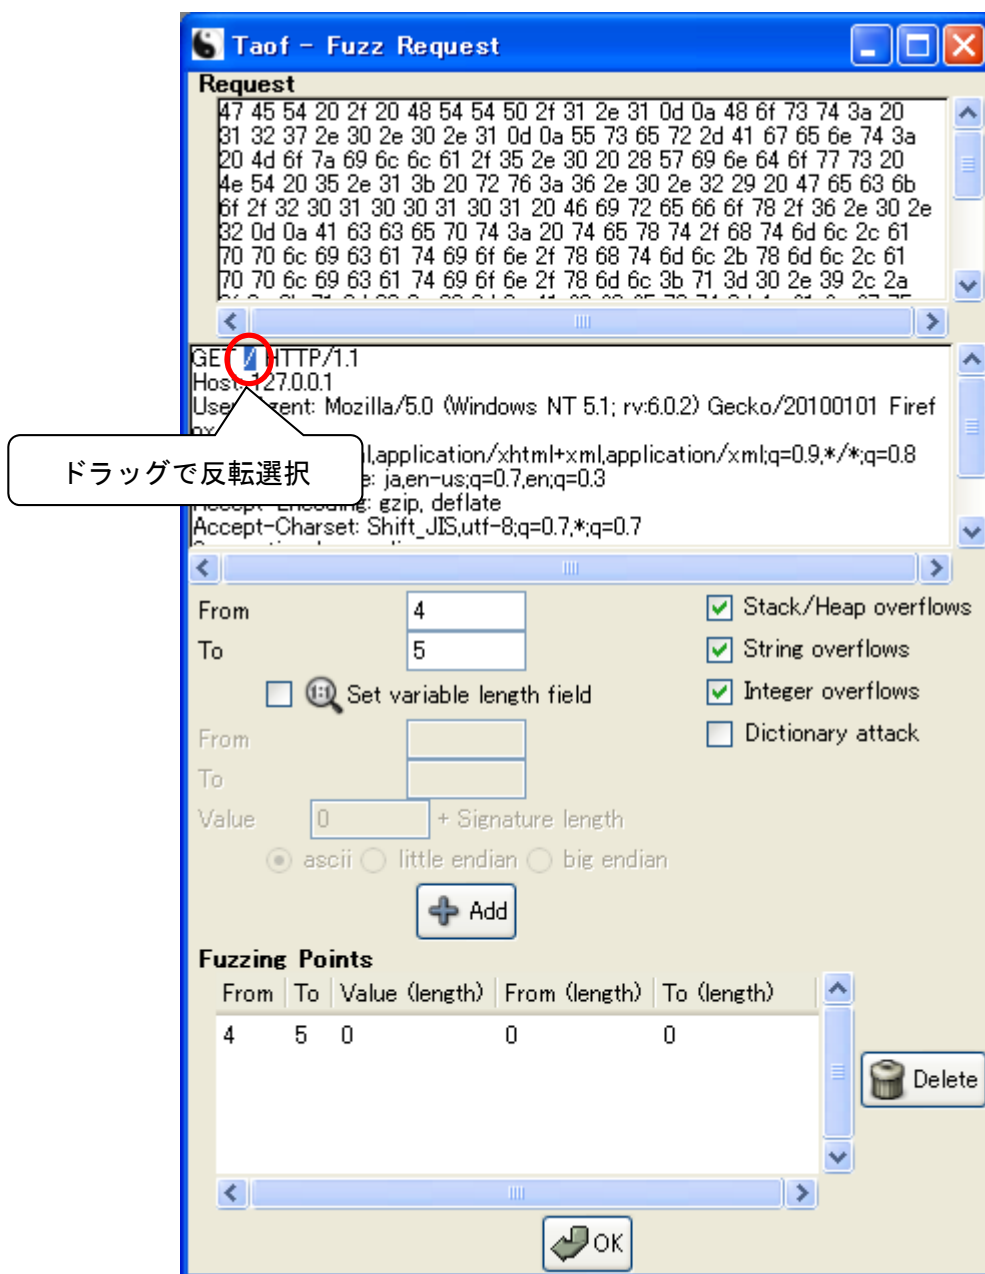 Taof - Fuzz Request
Request
47 45 54 20 2f 20 48 54 54 50 2f 31 2e 31 0d 0a 48 6f 73 74 3a 20
31 32 37 2e 30 2e 30 2e 31 0d 0a 55 73 65 72 2d 41 67 65 6e 74 3a
20 4d 6f 7a 69 6c 6c 61 2f 35 2e 30 20 28 57 69 6e 64 6f 77 73 20
4e 54 20 35 2e 31 3b 20 72 76 3a 36 2e 30 2e 32 29 20 47 65 63 6b
6f 2f 32 30 31 30 30 31 30 31 20 46 69 72 65 66 6f 78 2f 36 2e 30 2e
32 0d 0a 41 63 63 65 70 74 3a 20 74 65 78 74 2f 68 74 6d 6c 2c 61
70 70 6c 69 63 61 74 69 6f 6e 2f 78 68 74 6d 6c 2b 78 6d 6c 2c 61
70 70 6c 69 63 61 74 69 6f 6e 2f 78 6d 6c 3b 71 3d 30 2e 39 2c 2a
GET / HTTP/1.1
Host: 127.0.0.1
User-Agent: Mozilla/5.0 (Windows NT 5.1; rv:6.0.2) Gecko/20100101 Firef
ox
l,application/xhtml+xml,application/xml;q=0.9,*/*;q=0.8
ドラッグで反転選択
e: ja,en-us;q=0.7,en;q=0.3
Accept-Encoding: gzip, deflate
Accept-Charset: Shift_JIS,utf-8;q=0.7,*;q=0.7
From 4
Stack/Heap overflows
To 5
String overflows
Set variable length field
Integer overflows
From
Dictionary attack
To
Value 0 + Signature length
ascii little endian big endian
Add
Fuzzing Points
From To Value (length) From (length) To (length)
4 5 0 0 0
Delete
OK